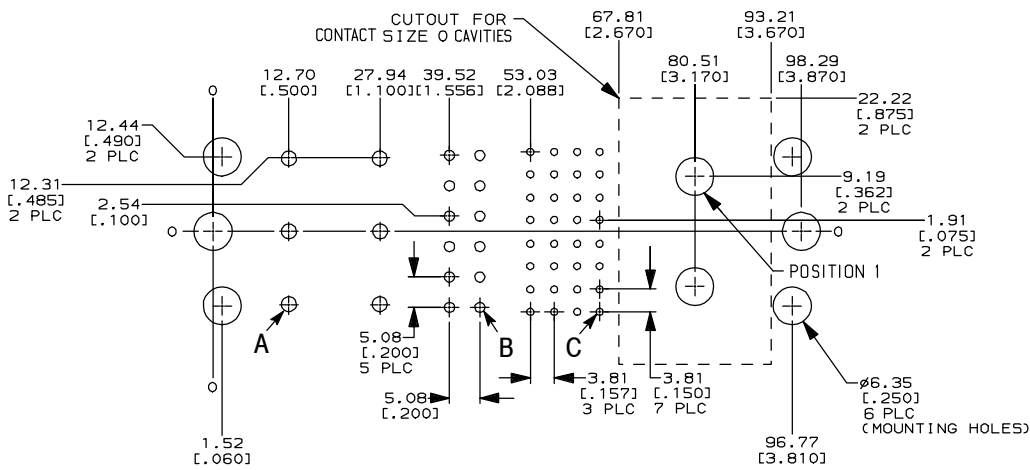 CUTOUT FOR
CONTACT SIZE 0 CAVITIES
67.81
[2.670]
93.21
[3.670]
80.51
[3.170]
98.29
[3.870]
12.70
[.500]
27.94
[1.100]
39.52
[1.556]
53.03
[2.088]
22.22
[.875]
2 PLC
0
12.44
[.490]
2 PLC
12.31
[.485]
2 PLC
2.54
[.100]
9.19
[.362]
2 PLC
1.91
[.075]
2 PLC
0
0
POSITION 1
A
B
C
5.08
[.200]
5 PLC
5.08
[.200]
3.81
[.157]
3 PLC
3.81
[.150]
7 PLC
0
ø6.35
[.250]
6 PLC
(MOUNTING HOLES)
1.52
[.060]
96.77
[3.810]